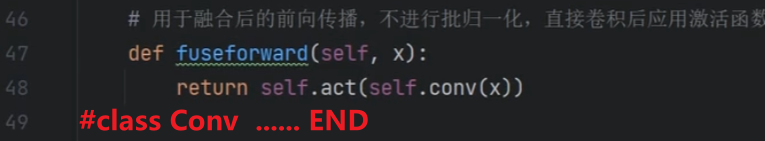 46 # 用于融合后的前向传播，不进行批归一化，直接卷积后应用激活函数
47 def fuseforward(self, x):
48 return self.act(self.conv(x))
49 #class Conv ...... END